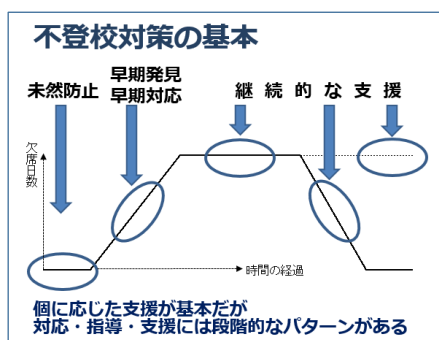 不登校対策の基本
未然防止
早期発見
早期対応
継続的な支援
欠席日数
時間の経過
個に応じた支援が基本だが
対応・指導・支援には段階的なパターンがある